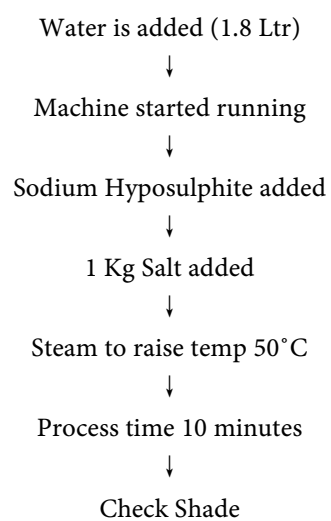 Water is added (1.8 Ltr)
↓
Machine started running
↓
Sodium Hyposulphite added
↓
1 Kg Salt added
↓
Steam to raise temp 50˚C
↓
Process time 10 minutes
↓
Check Shade